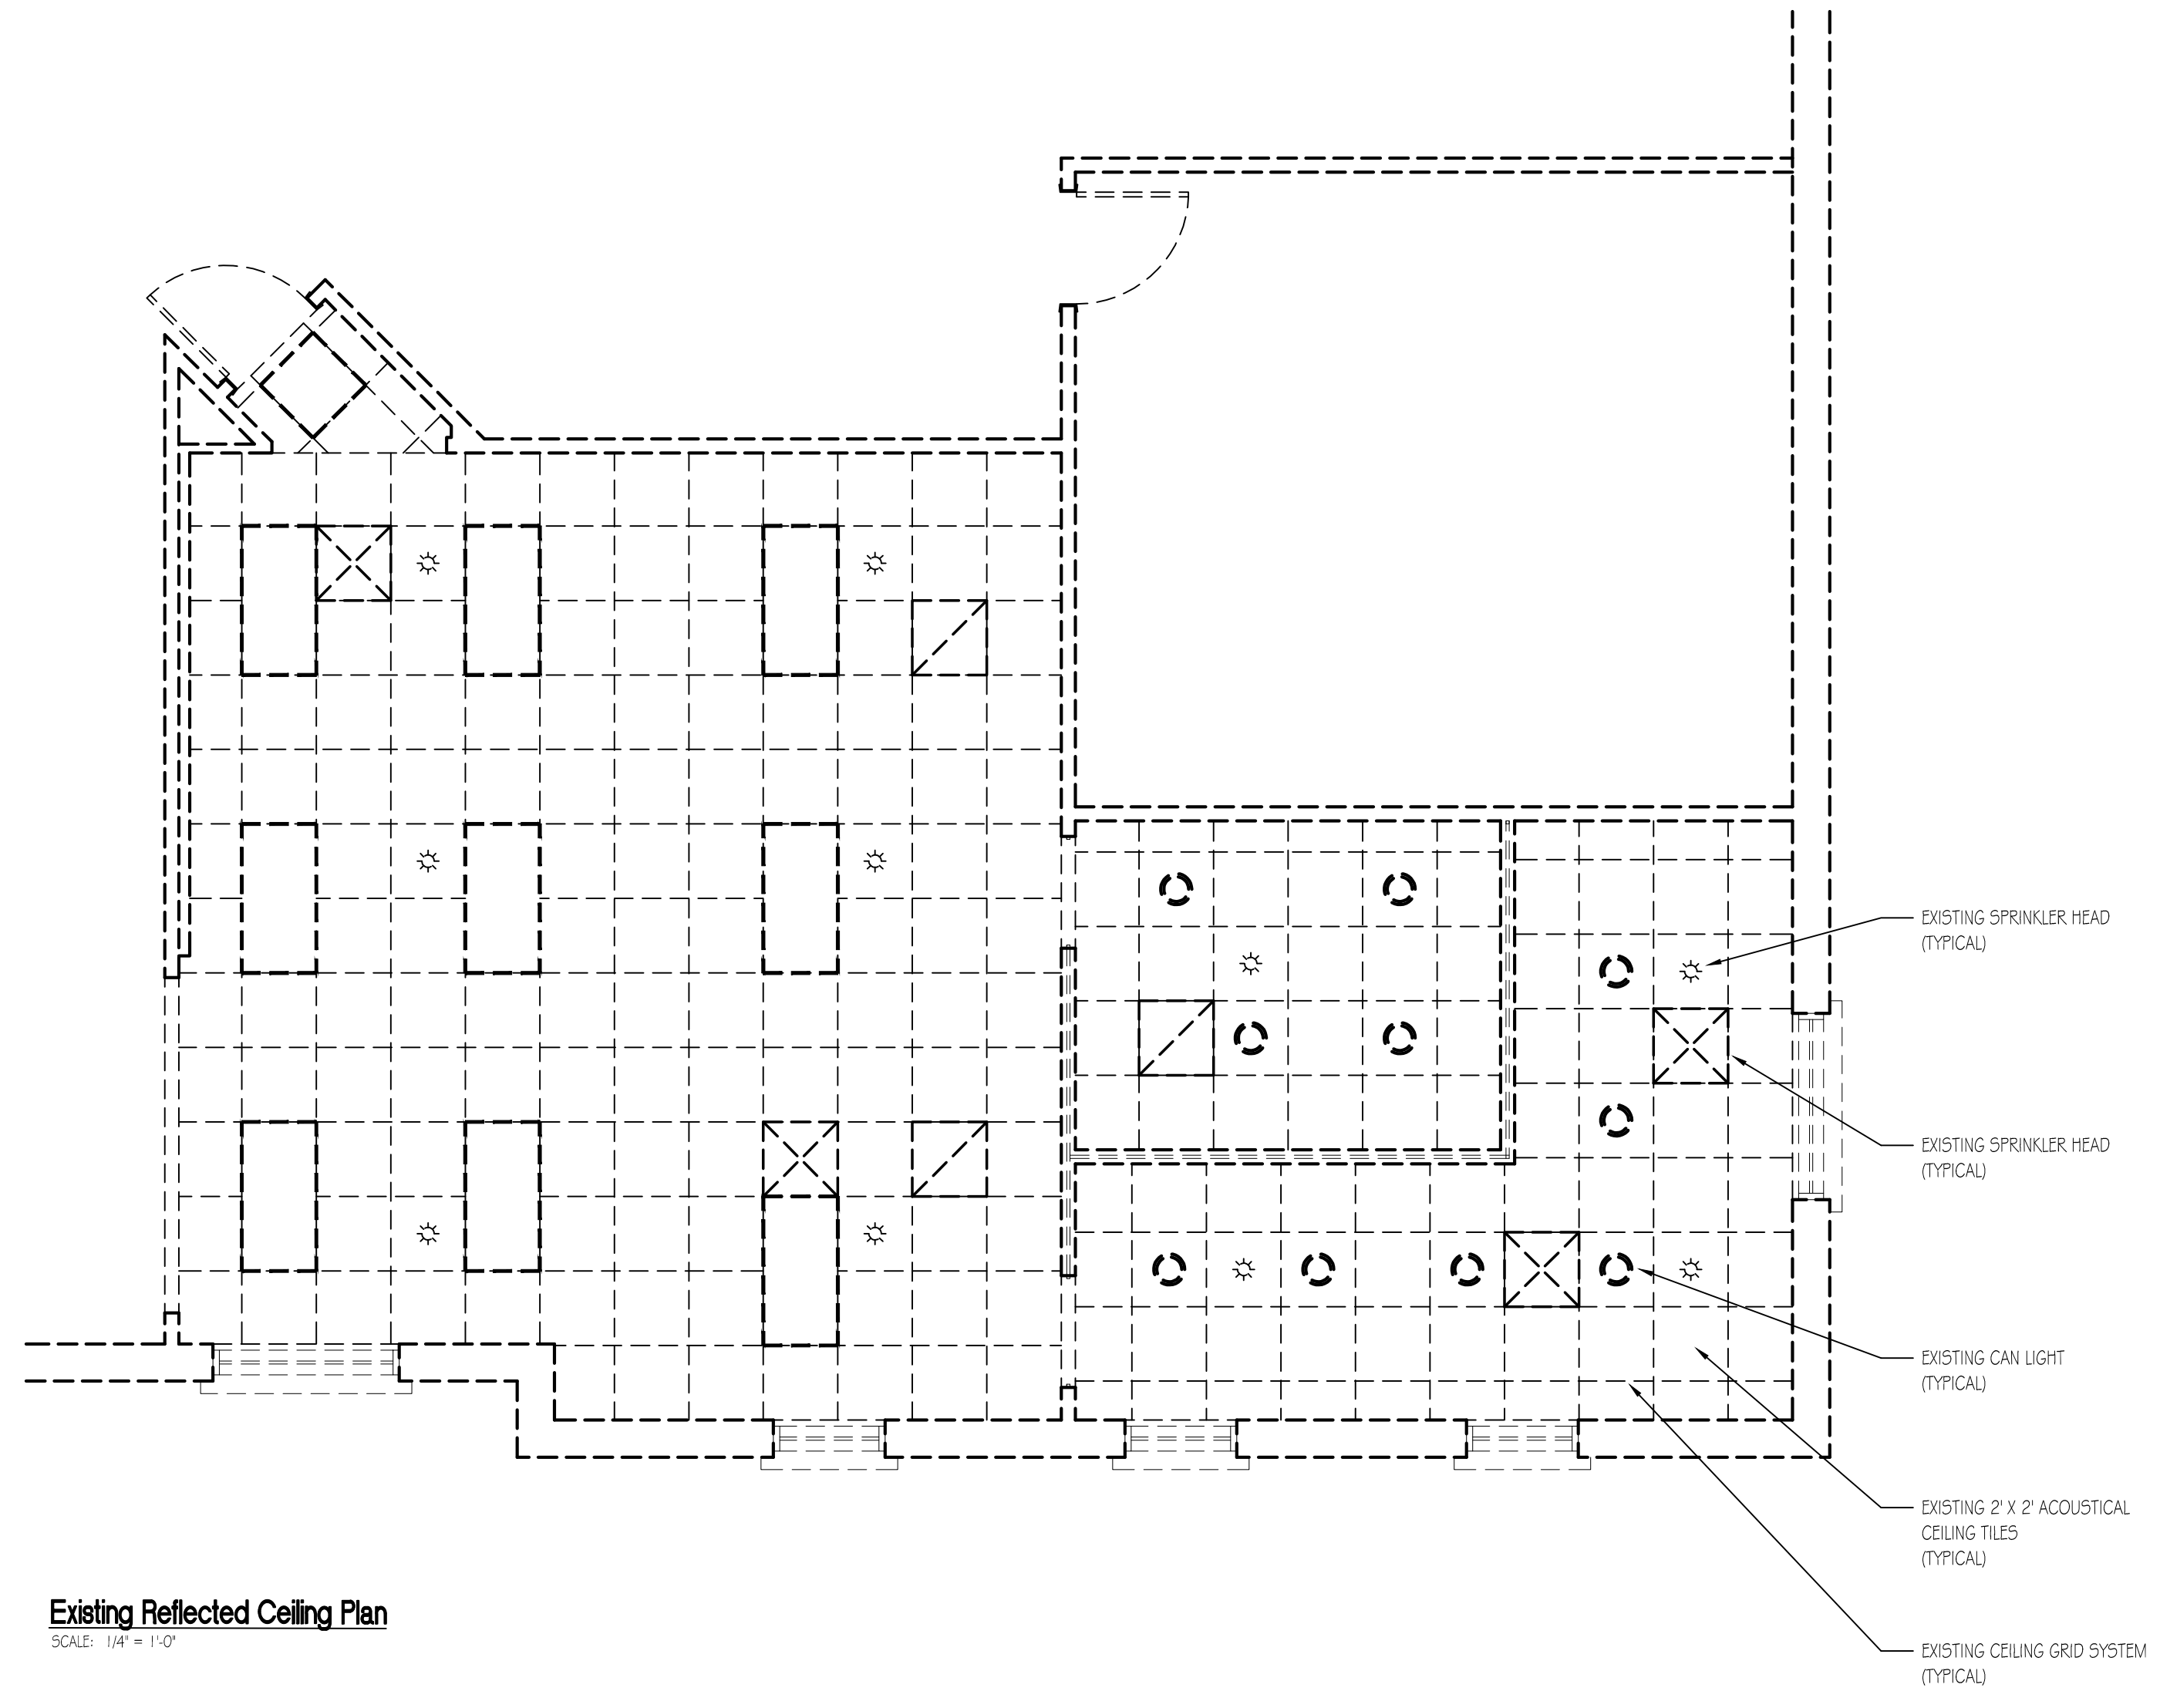 EXISTING SPRINKLER HEAD
(TYPICAL)
EXISTING SPRINKLER HEAD
(TYPICAL)
EXISTING CAN LIGHT
(TYPICAL)
EXISTING 2' X 2' ACOUSTICAL
CEILING TILES
(TYPICAL)
EXISTING CEILING GRID SYSTEM
(TYPICAL)
Existing Reflected Ceiling Plan
SCALE: 1/4" = 1'-0"